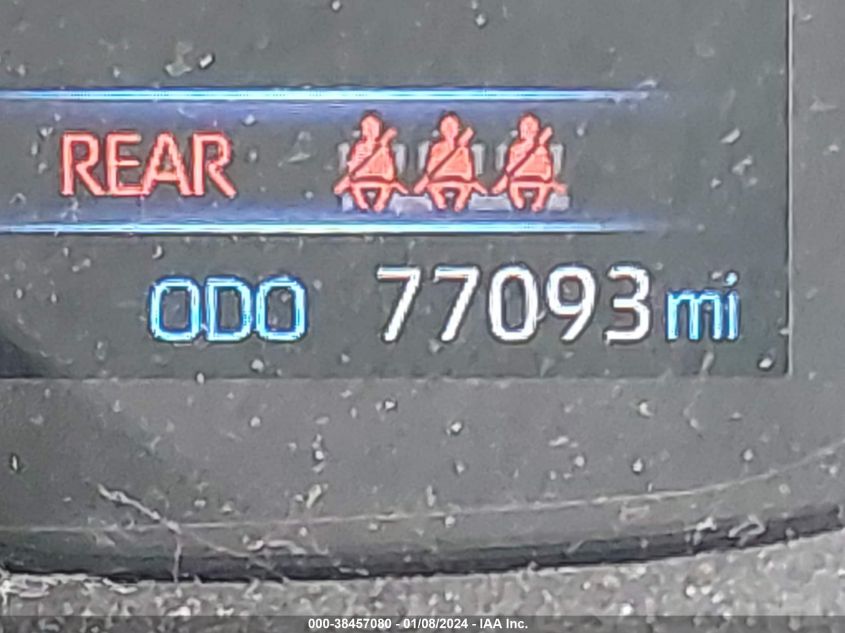 REAR
ODO 77093 mi
000-38457080 - 01/08/2024 - IAA Inc.